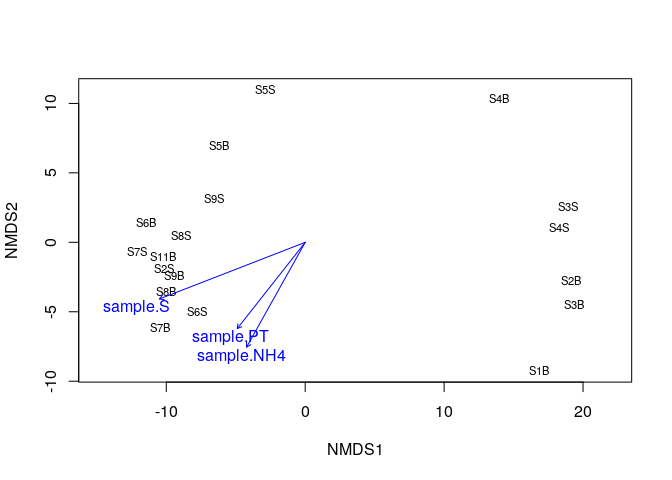 S5S
S4B
S5B
S9S
S3S
S6B
S4S
S8S
S7S
S11B
S2S
S9B
S2B
S8B
S3B
sample.S
S6S
S7B
sample.PT
sample.NH4
S1B
10
5
0
-5
-10
NMDS2
-10
0
10
20
NMDS1